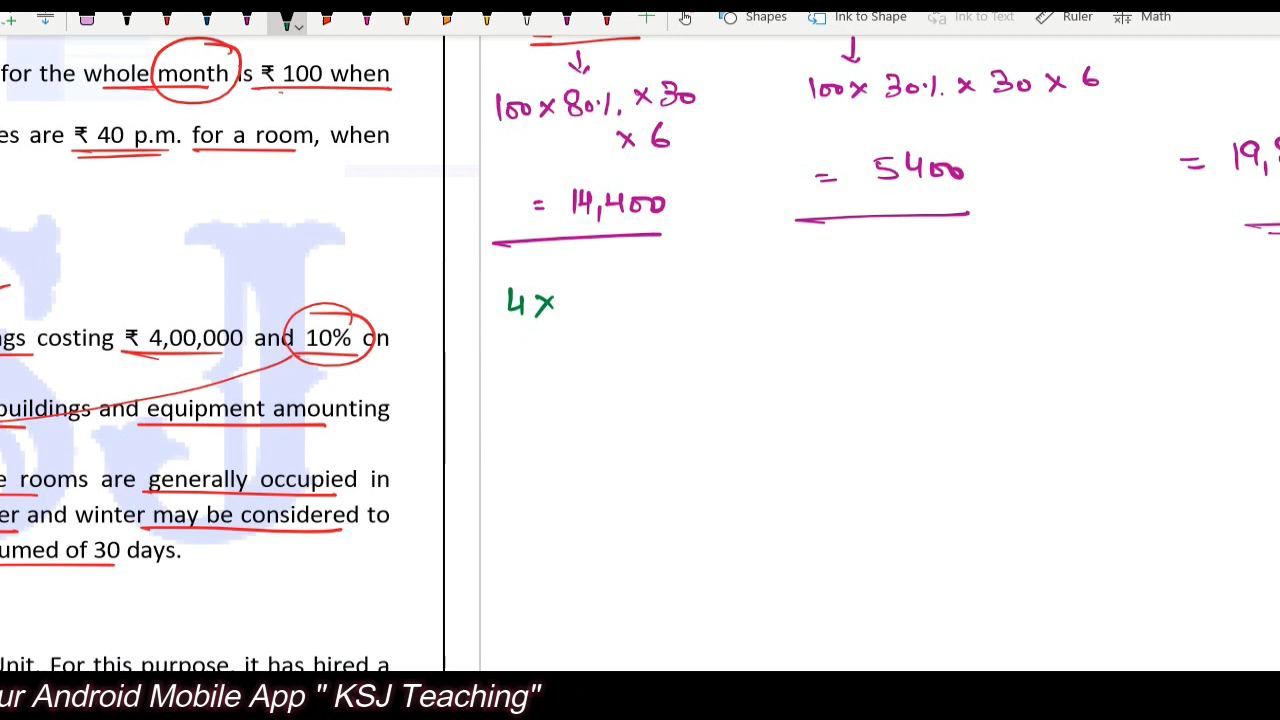 Shapes Ink to Shape Ink to Text Ruler Math
for the whole month is ₹ 100 when
es are ₹ 40 p.m. for a room, when
ngs costing ₹ 4,00,000 and 10% on
buildings and equipment amounting
e rooms are generally occupied in
er and winter may be considered to
sumed of 30 days.
Unit. For this purpose, it has hired a
100 x 80% x 30
x 6
= 14,400
100 x 30% x 30 x 6
= 5400
= 19,
4 x
ur Android Mobile App " KSJ Teaching"